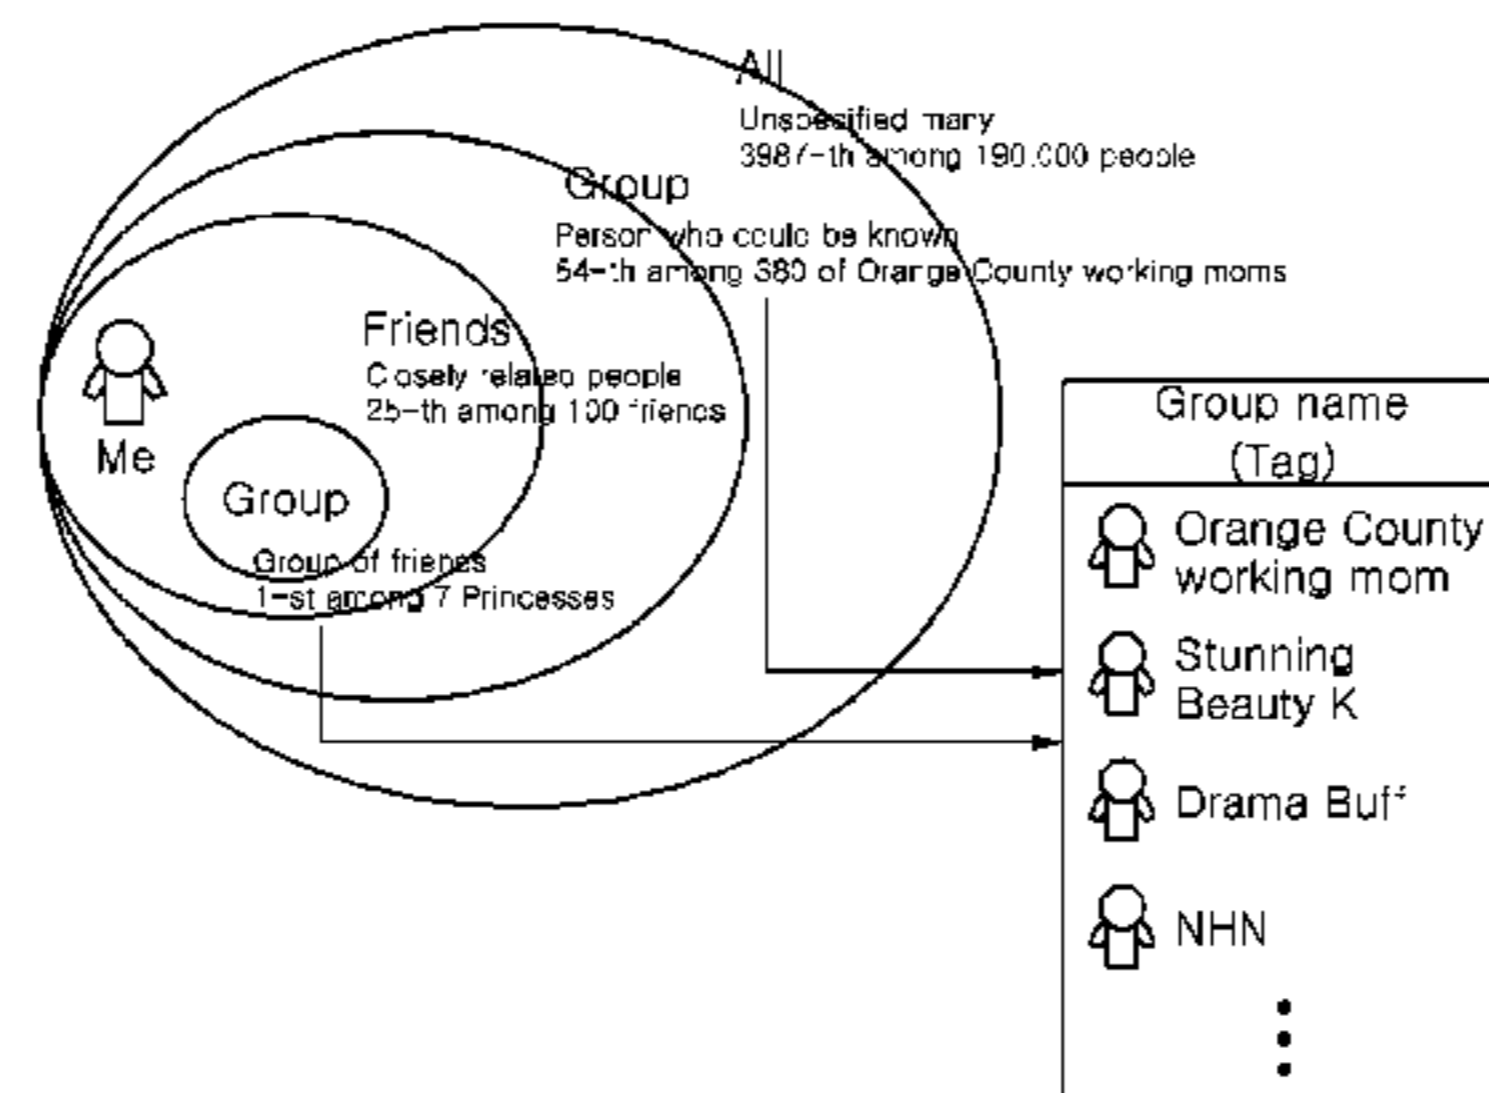 All
Unspecified many
3987-th among 190,000 people
Group
Person who could be known
54-th among 380 of Orange County working moms
Friends
Closely related people
25-th among 100 friends
Me
Group
Group of friends
1-st among 7 Princesses
Group name
(Tag)
Orange County
working mom
Stunning
Beauty K
Drama Buff
NHN